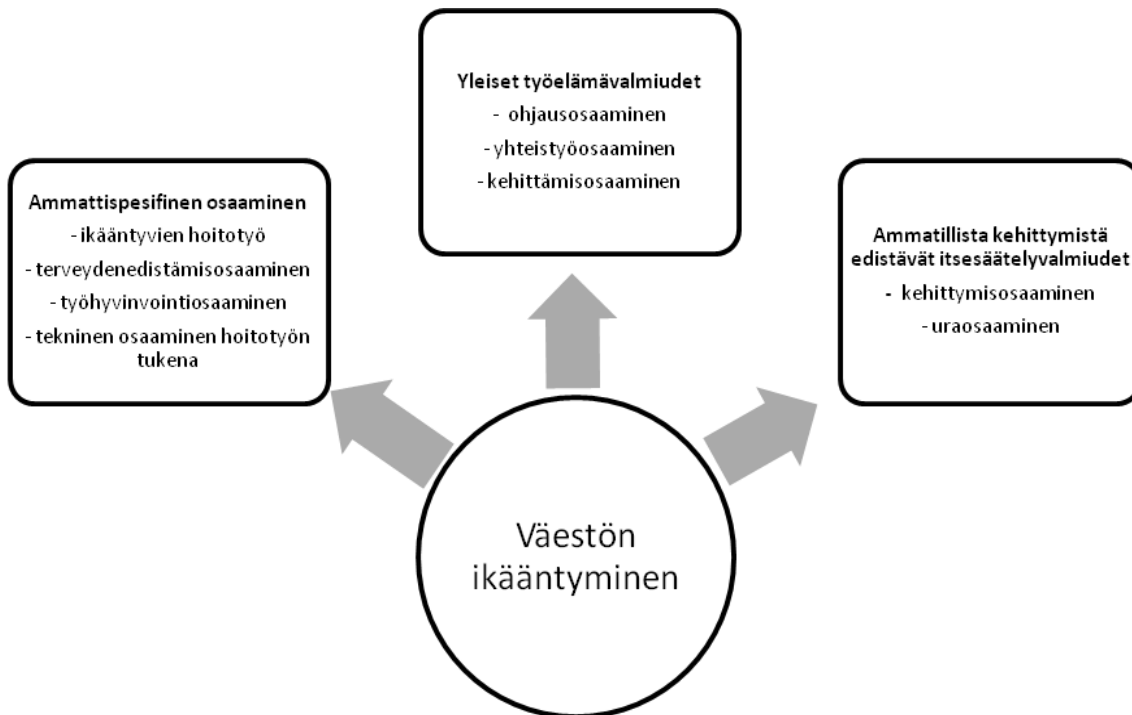 Yleiset työelämävalmiudet
- ohjausosaaminen
- yhteistyöosaaminen
- kehittämisosaaminen
Ammattispesifinen osaaminen
- ikääntyvien hoitotyö
- terveydenedistämisosaaminen
- työhyvinvointiosaaminen
- tekninen osaaminen hoitotyön
tukena
Ammatillista kehittymistä
edistävät itsesäätelyvalmiudet
- kehittymisosaaminen
- uraosaaminen
Väestön
ikääntyminen